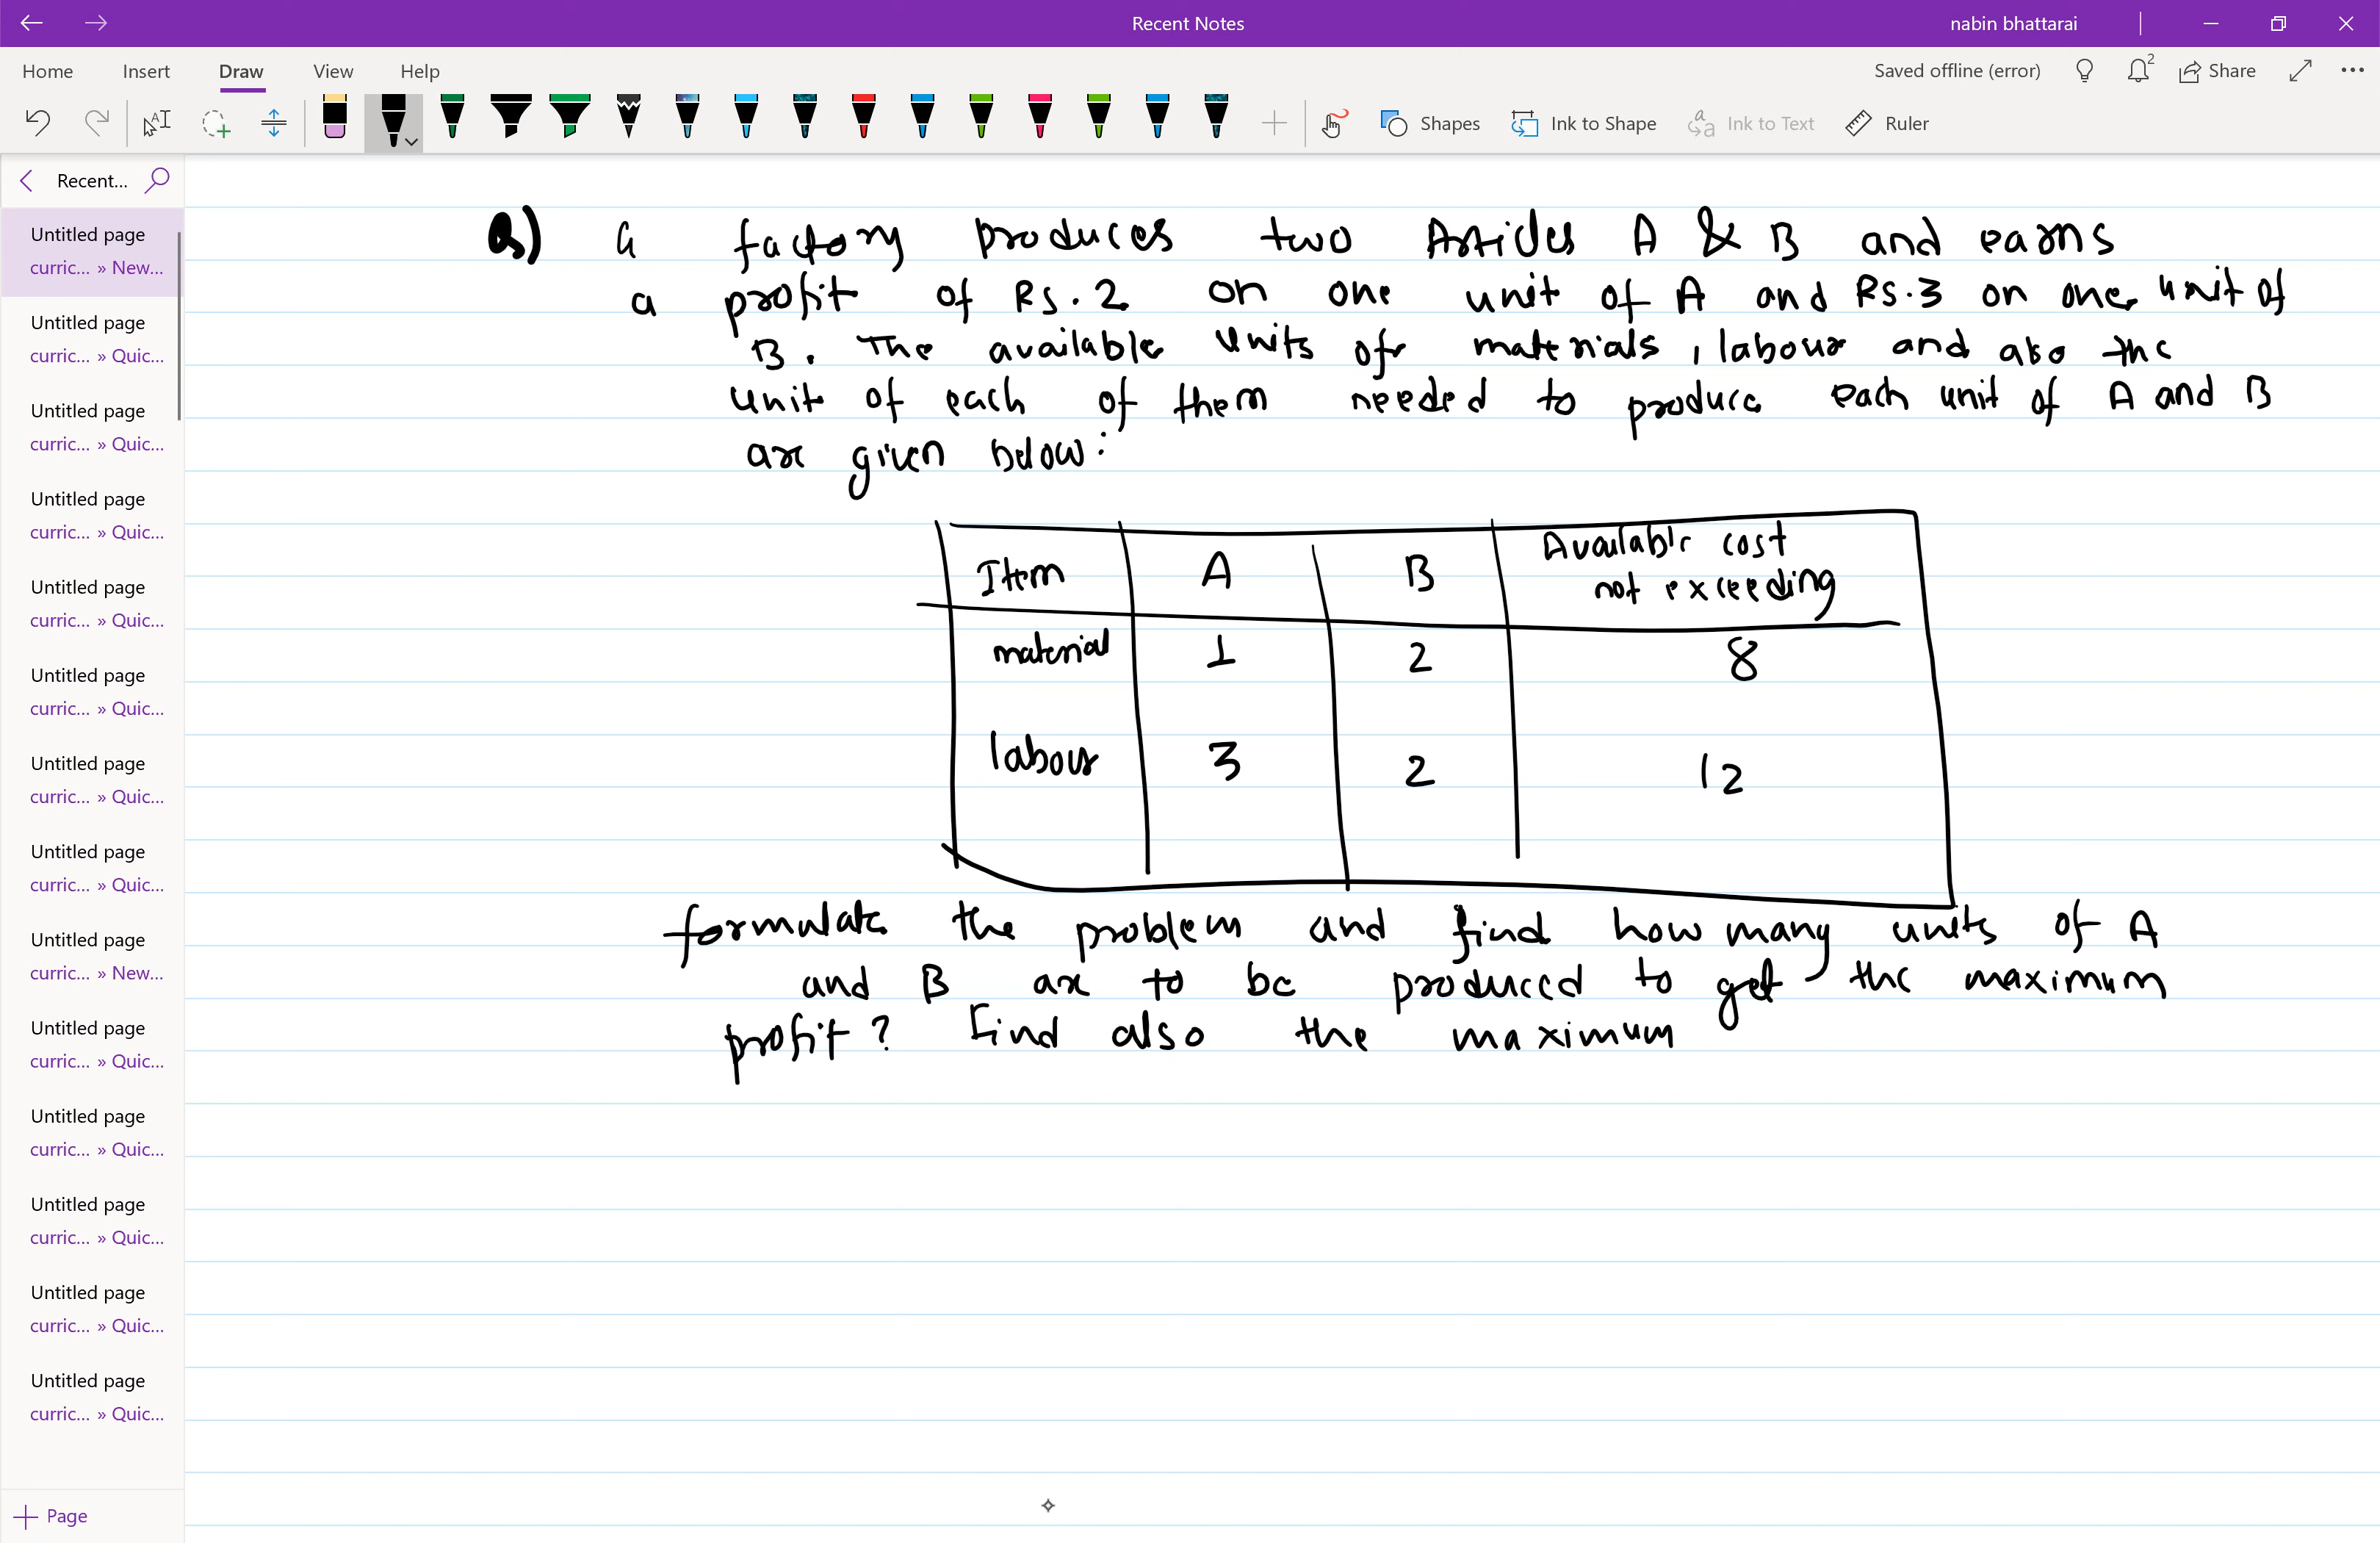 Recent Notes
nabin bhattarai
Home Insert Draw View Help
Saved offline (error) 2 Share
Shapes Ink to Shape Ink to Text Ruler
Recent...
Untitled page
curric... » New...
Untitled page
curric... » Quic...
Untitled page
curric... » Quic...
Untitled page
curric... » Quic...
Untitled page
curric... » Quic...
Untitled page
curric... » Quic...
Untitled page
curric... » Quic...
Untitled page
curric... » Quic...
Untitled page
curric... » New...
Untitled page
curric... » Quic...
Untitled page
curric... » Quic...
Untitled page
curric... » Quic...
Untitled page
curric... » Quic...
Untitled page
curric... » Quic...
Page
Q) a factory produces two Articles A & B and earns
a profit of Rs.2 on one unit of A and Rs.3 on one unit of
B. The available units of materials, labour and also the
unit of each of them needed to produce each unit of A and B
are given below:
Item A B Available cost
not exceeding
material 1 2 8
labour 3 2 12
formulate the problem and find how many units of A
and B are to be produced to get the maximum
profit? Find also the maximum